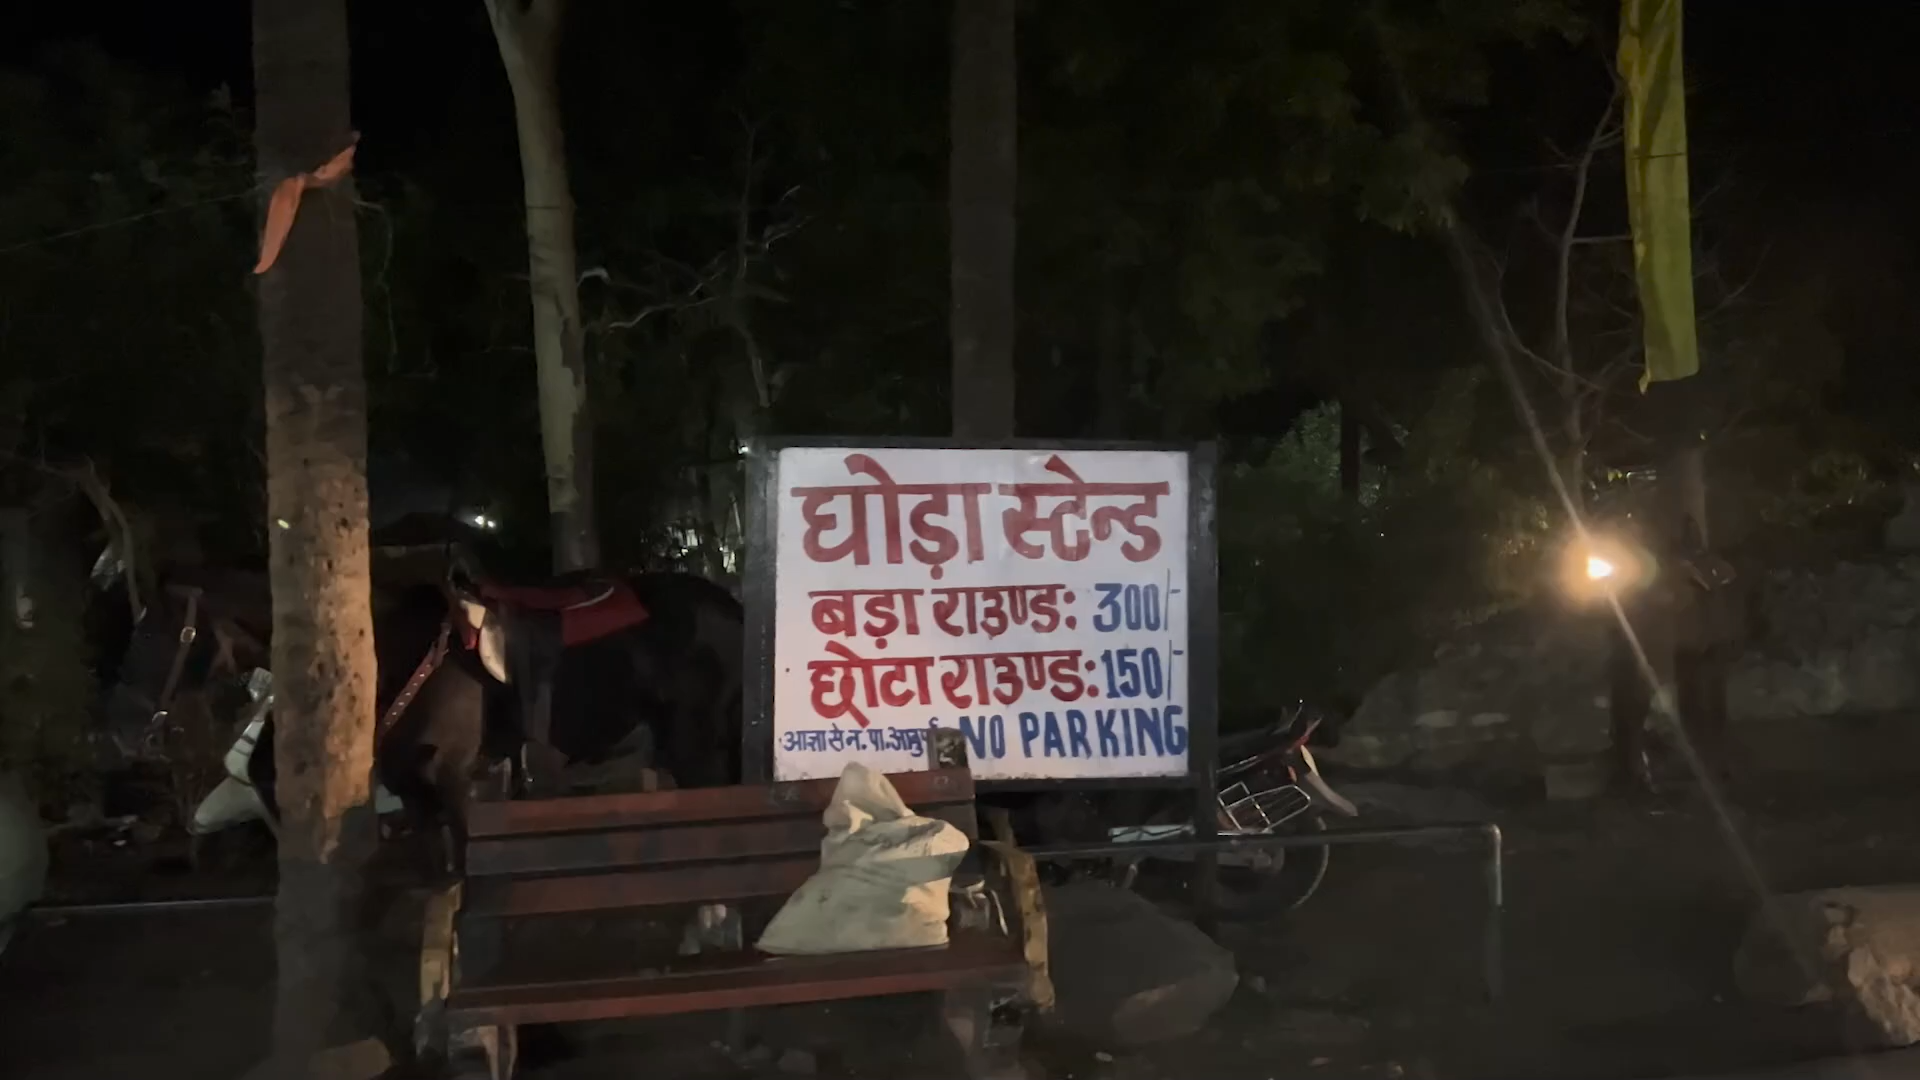 घोड़ा स्टेन्ड
बड़ा राउण्ड: 300/-
छोटा राउण्ड: 150/-
आज्ञा से न. पा. NO PARKING